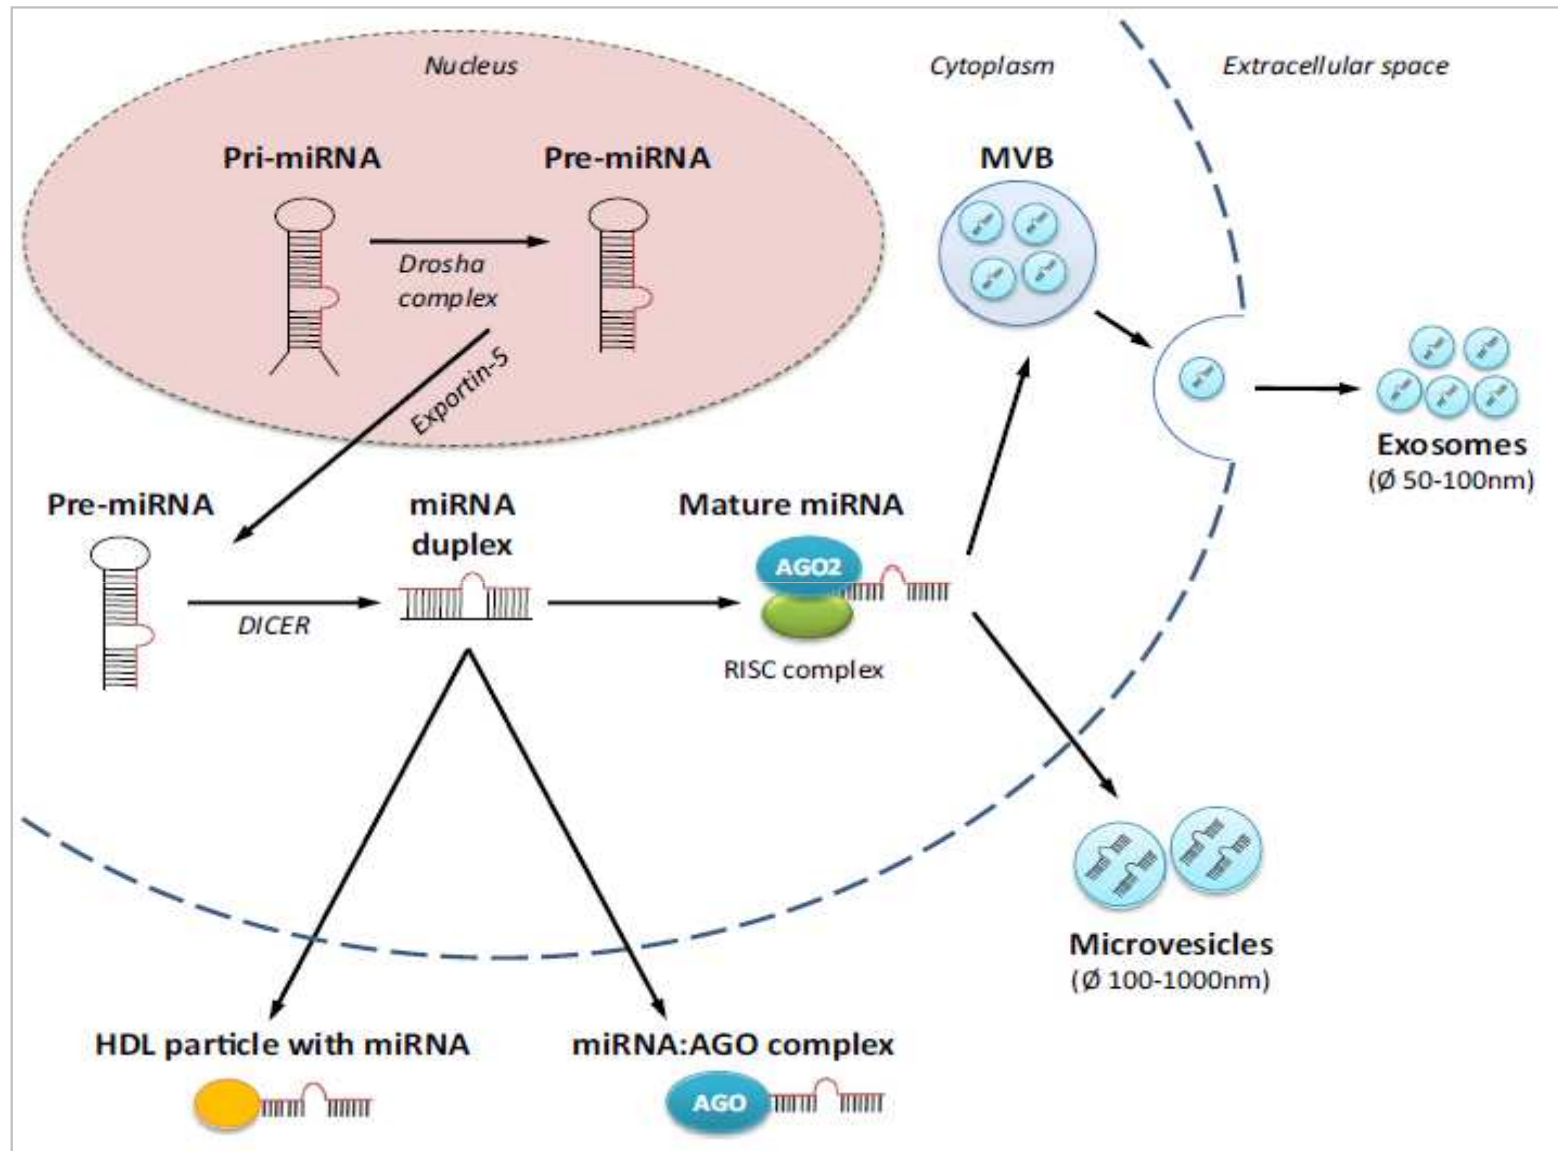 Nucleus
Cytoplasm
Extracellular space
Pri-miRNA
Pre-miRNA
MVB
Drosha
complex
Exportin-5
Exosomes
(Ø 50-100nm)
Pre-miRNA
miRNA
duplex
Mature miRNA
AGO2
DICER
RISC complex
Microvesicles
(Ø 100-1000nm)
HDL particle with miRNA
miRNA:AGO complex
AGO